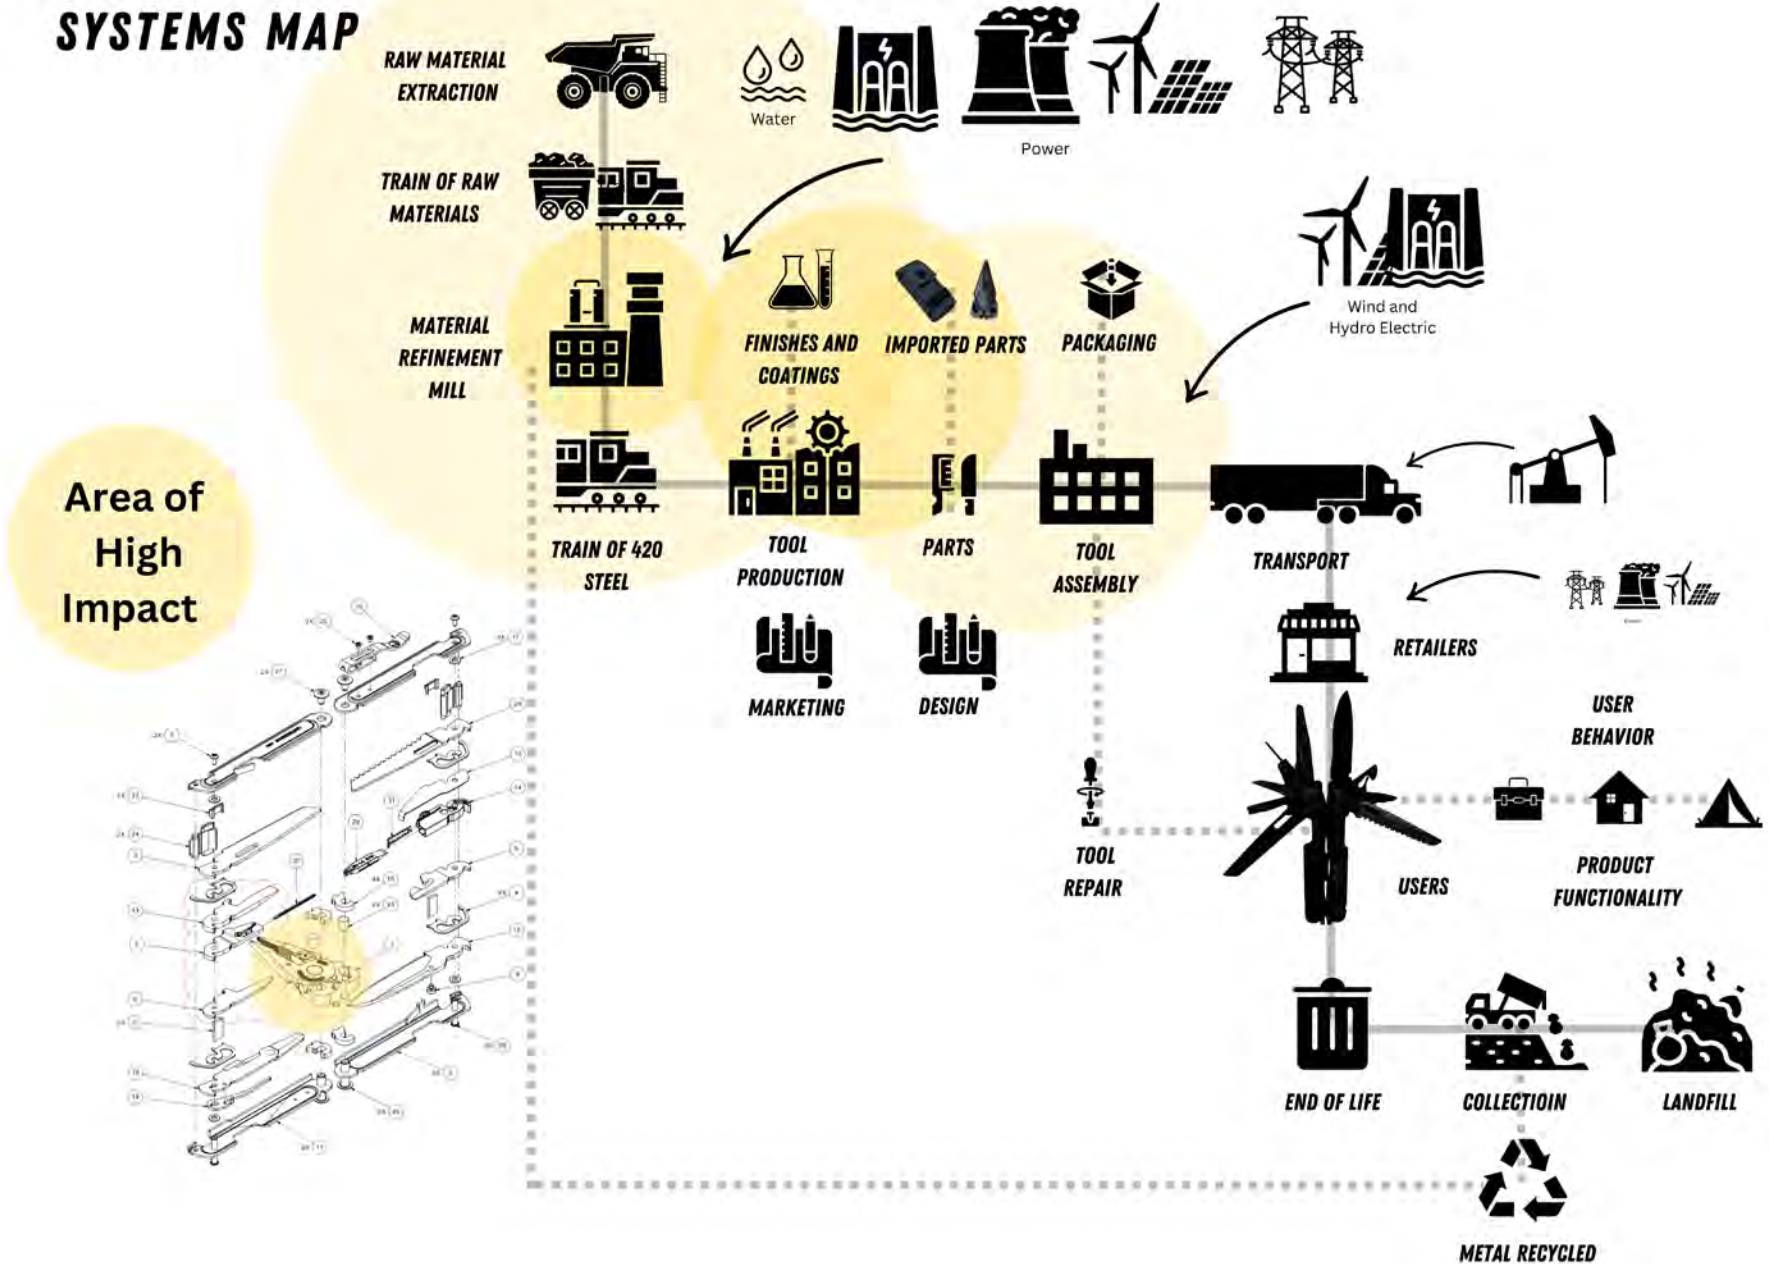 SYSTEMS MAP
RAW MATERIAL
EXTRACTION
Water
Power
TRAIN OF RAW
MATERIALS
Wind and
Hydro Electric
MATERIAL
REFINEMENT
MILL
FINISHES AND
COATINGS
IMPORTED PARTS
PACKAGING
Area of
High
Impact
TRAIN OF 420
STEEL
TOOL
PRODUCTION
PARTS
TOOL
ASSEMBLY
TRANSPORT
RETAILERS
MARKETING
DESIGN
USER
BEHAVIOR
TOOL
REPAIR
USERS
PRODUCT
FUNCTIONALITY
END OF LIFE
COLLECTIOIN
LANDFILL
METAL RECYCLED